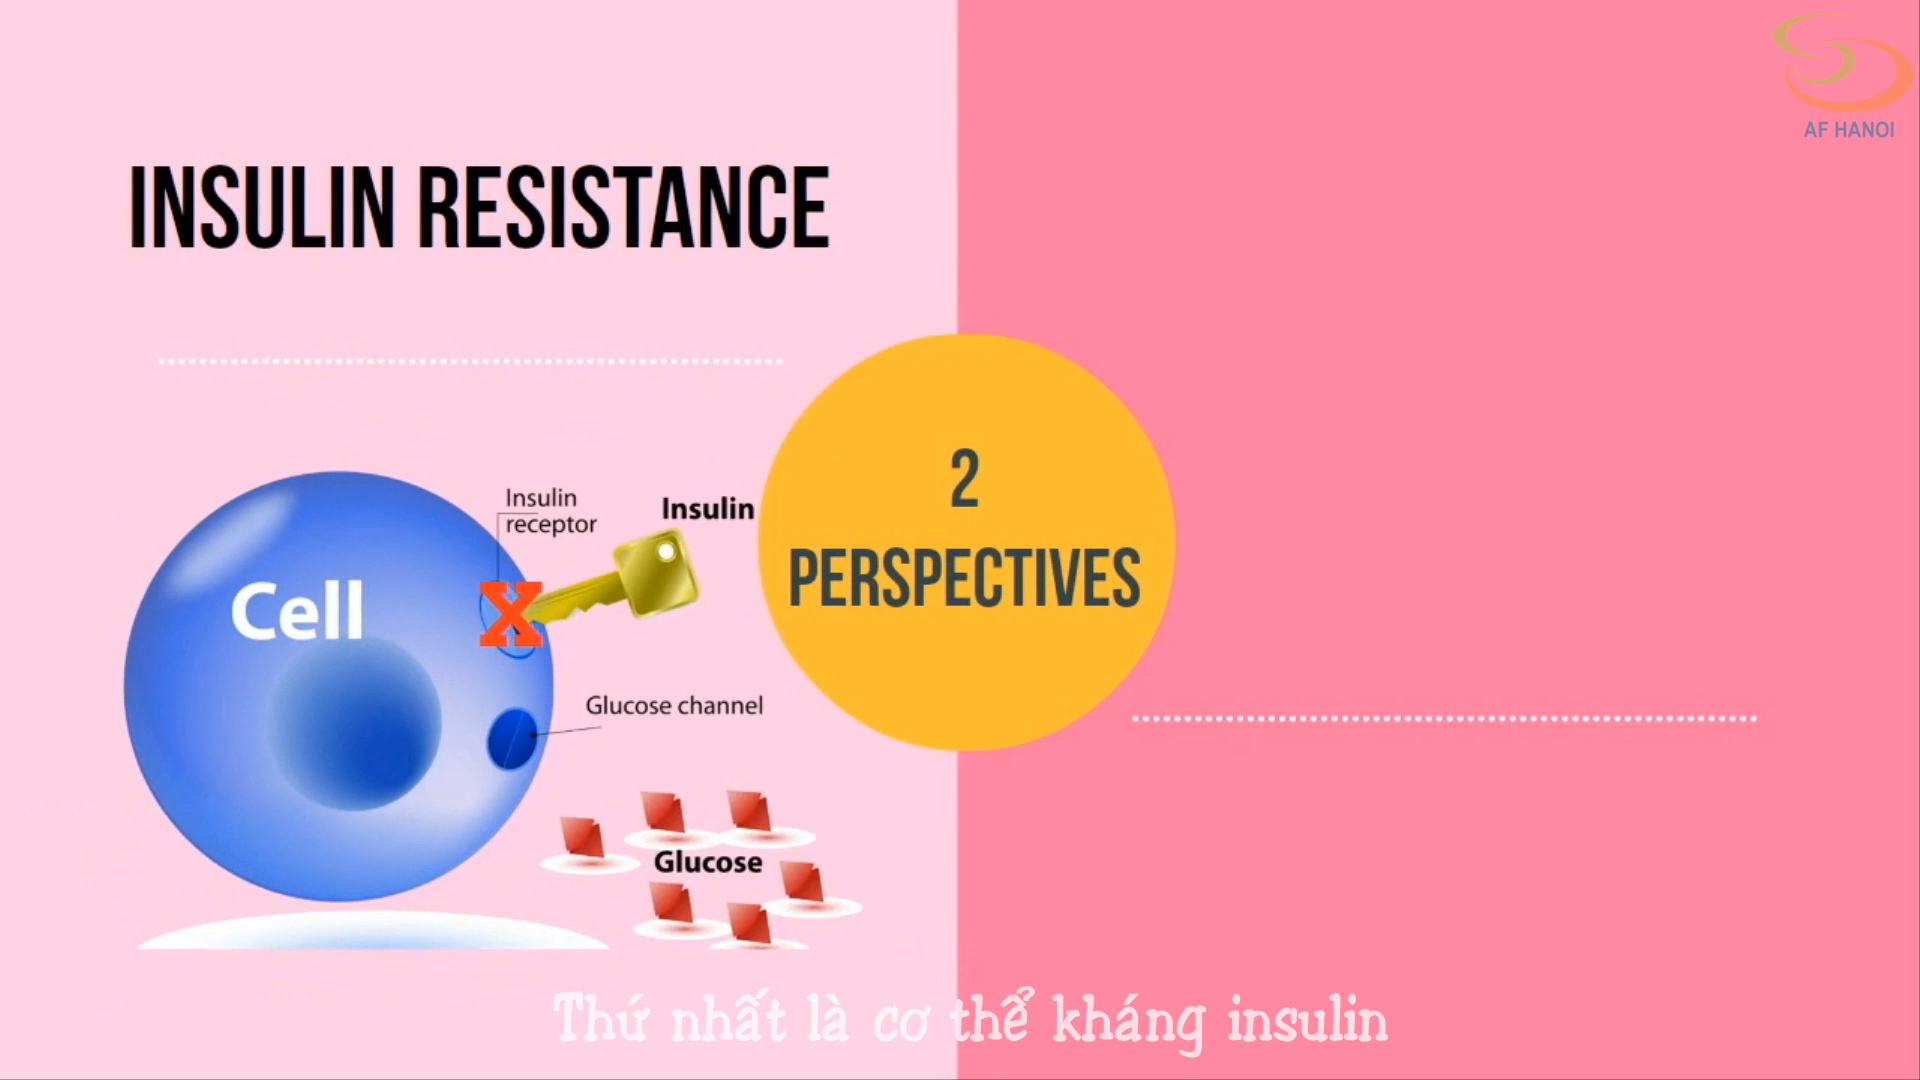 AF HANOI
INSULIN RESISTANCE
2
PERSPECTIVES
Insulin
receptor
Insulin
Cell
X
Glucose channel
Glucose
Thứ nhất là cơ thể kháng insulin